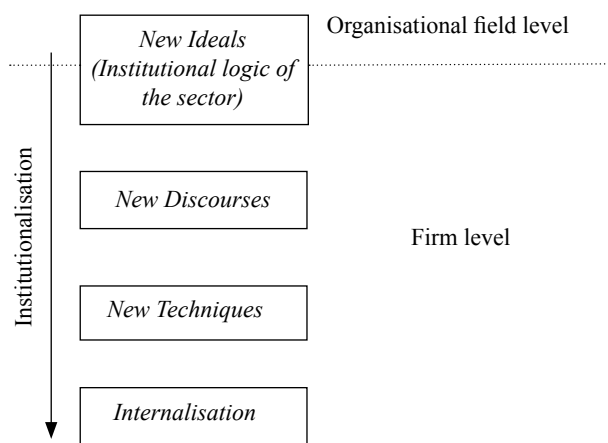 New Ideals
(Institutional logic of
the sector)
Organisational field level
New Discourses
Firm level
New Techniques
Internalisation
Institutionalisation